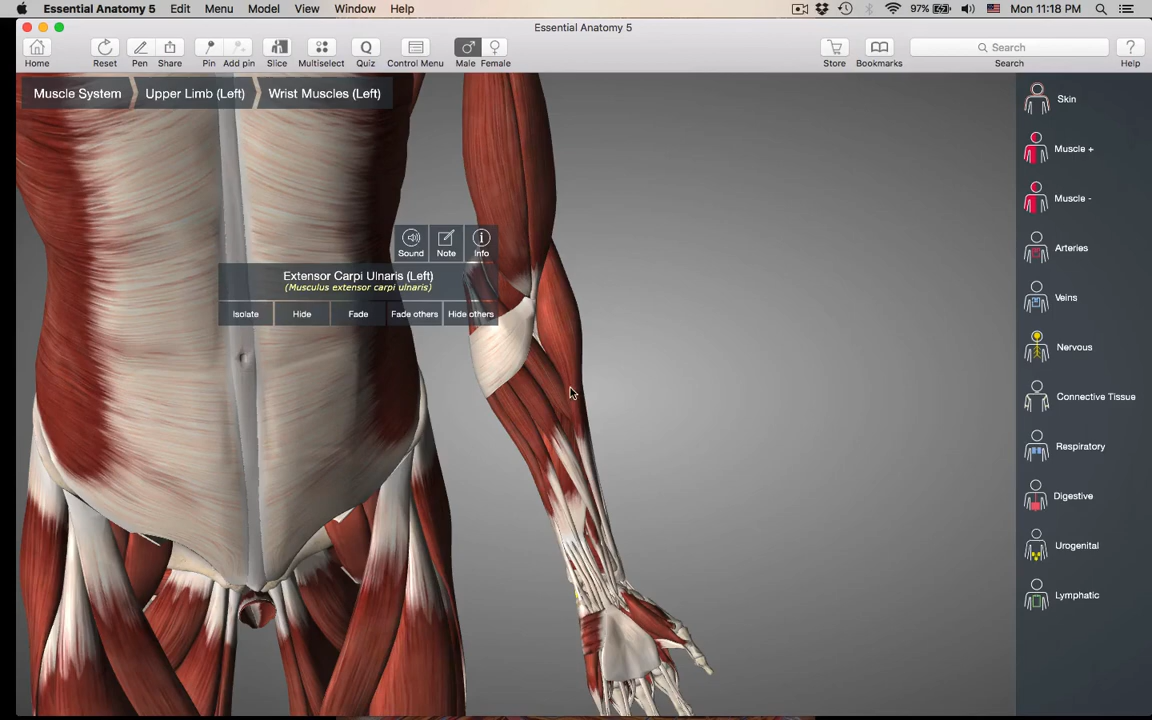 Essential Anatomy 5 Edit Menu Model View Window Help 97% Mon 11:18 PM
Essential Anatomy 5
Home Reset Pen Share Pin Add pin Slice Multiselect Q Quiz Control Menu Male Female Store Bookmarks Search Search ? Help
Muscle System Upper Limb (Left) Wrist Muscles (Left)
Skin
Muscle +
Muscle -
Arteries
Veins
Nervous
Connective Tissue
Respiratory
Digestive
Urogenital
Lymphatic
Sound Note Info
Extensor Carpi Ulnaris (Left)
(Musculus extensor carpi ulnaris)
Isolate Hide Fade Fade others Hide others